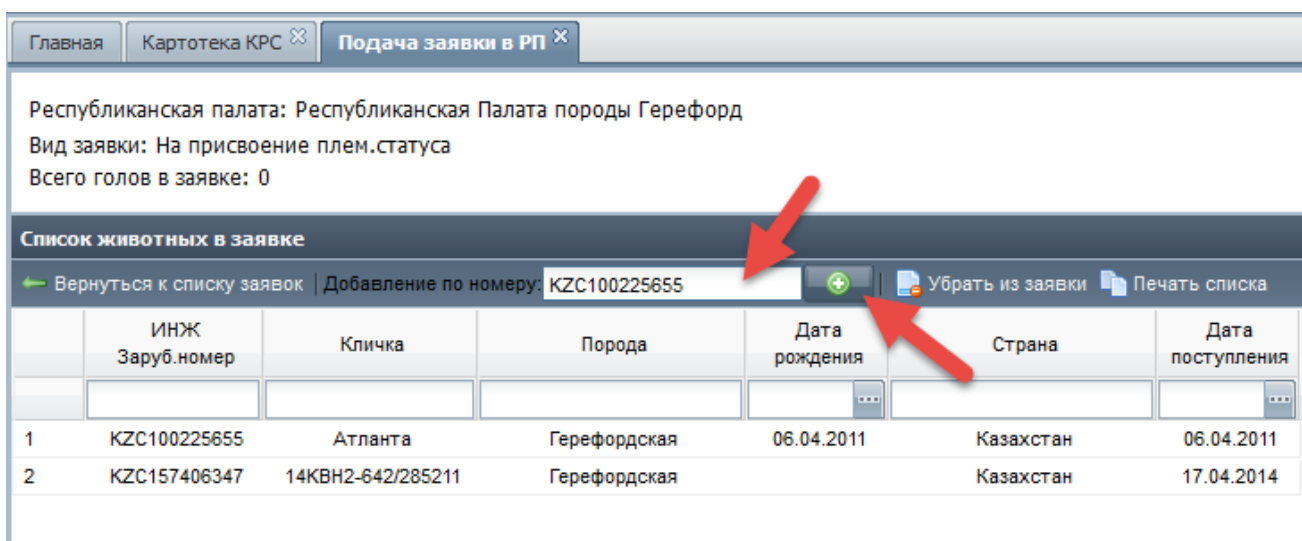 Главная Картотека КРС Подача заявки в РП
Республиканская палата: Республиканская Палата породы Герефорд
Вид заявки: На присвоение плем.статуса
Всего голов в заявке: 0
Список животных в заявке
Вернуться к списку заявок Добавление по номеру: KZC100225655 Убрать из заявки Печать списка
ИНЖ Заруб.номер Кличка Порода Дата рождения Страна Дата поступления
1 KZC100225655 Атланта Герефордская 06.04.2011 Казахстан 06.04.2011
2 KZC157406347 14КВН2-642/285211 Герефордская Казахстан 17.04.2014